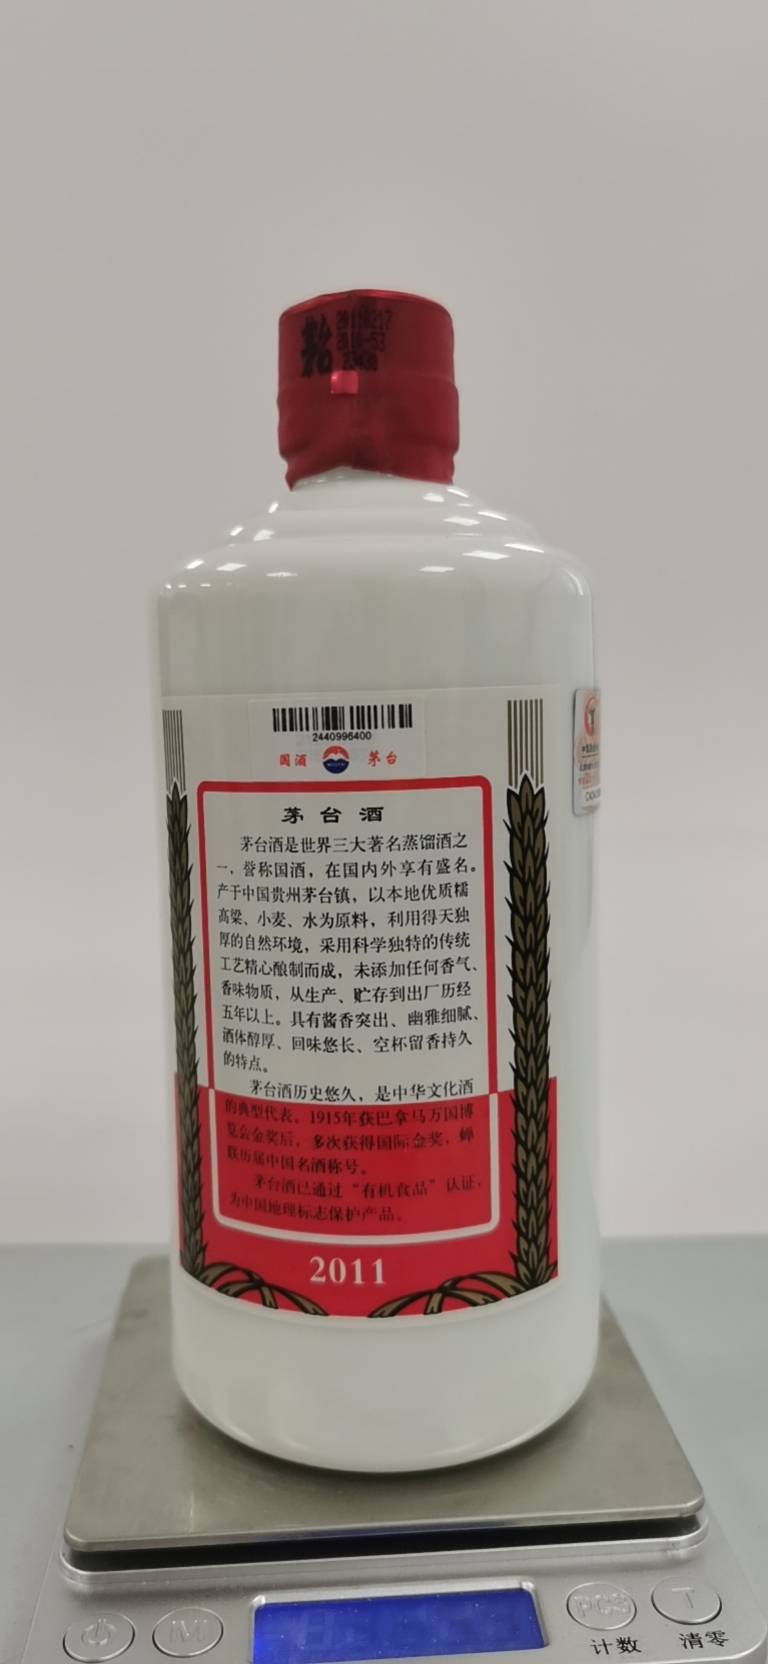 2440996400
国酒 茅台
茅台酒
茅台酒是世界三大著名蒸馏酒之
一，誉称国酒，在国内外享有盛名。
产于中国贵州茅台镇，以本地优质糯
高粱、小麦、水为原料，利用得天独
厚的自然环境，采用科学独特的传统
工艺精心酿制而成，未添加任何香气、
香味物质，从生产、贮存到出厂历经
五年以上。具有酱香突出、幽雅细腻、
酒体醇厚、回味悠长、空杯留香持久
的特点。
茅台酒历史悠久，是中华文化酒
的典型代表。1915年获巴拿马万国博
览会金奖后，多次获得国际金奖，蝉
联历届中国名酒称号。
茅台酒已通过“有机食品”认证，
为中国地理标志保护产品。
2011
M PCS T
计数 清零